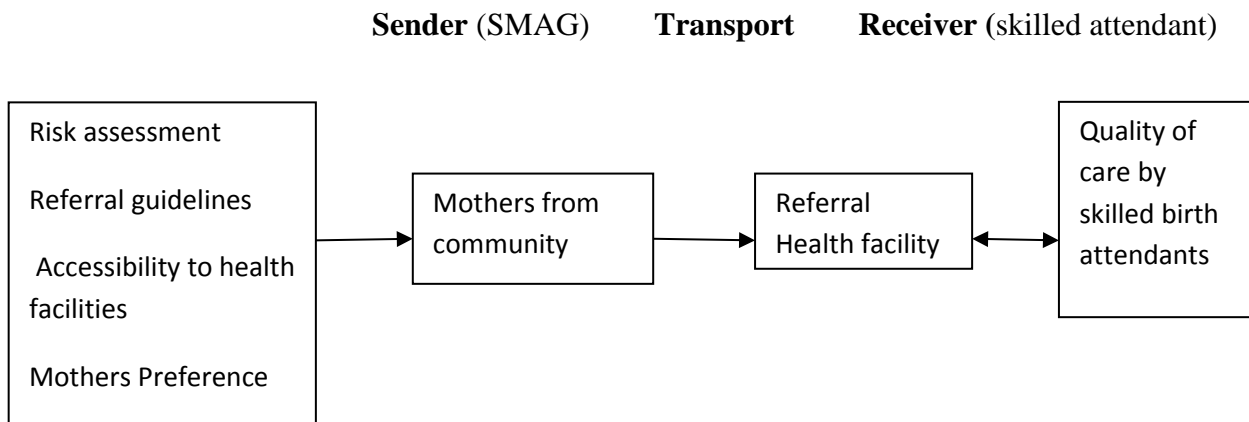 Sender (SMAG) Transport Receiver (skilled attendant)
Risk assessment
Referral guidelines
Accessibility to health
facilities
Mothers Preference
Mothers from
community
Referral
Health facility
Quality of
care by
skilled birth
attendants